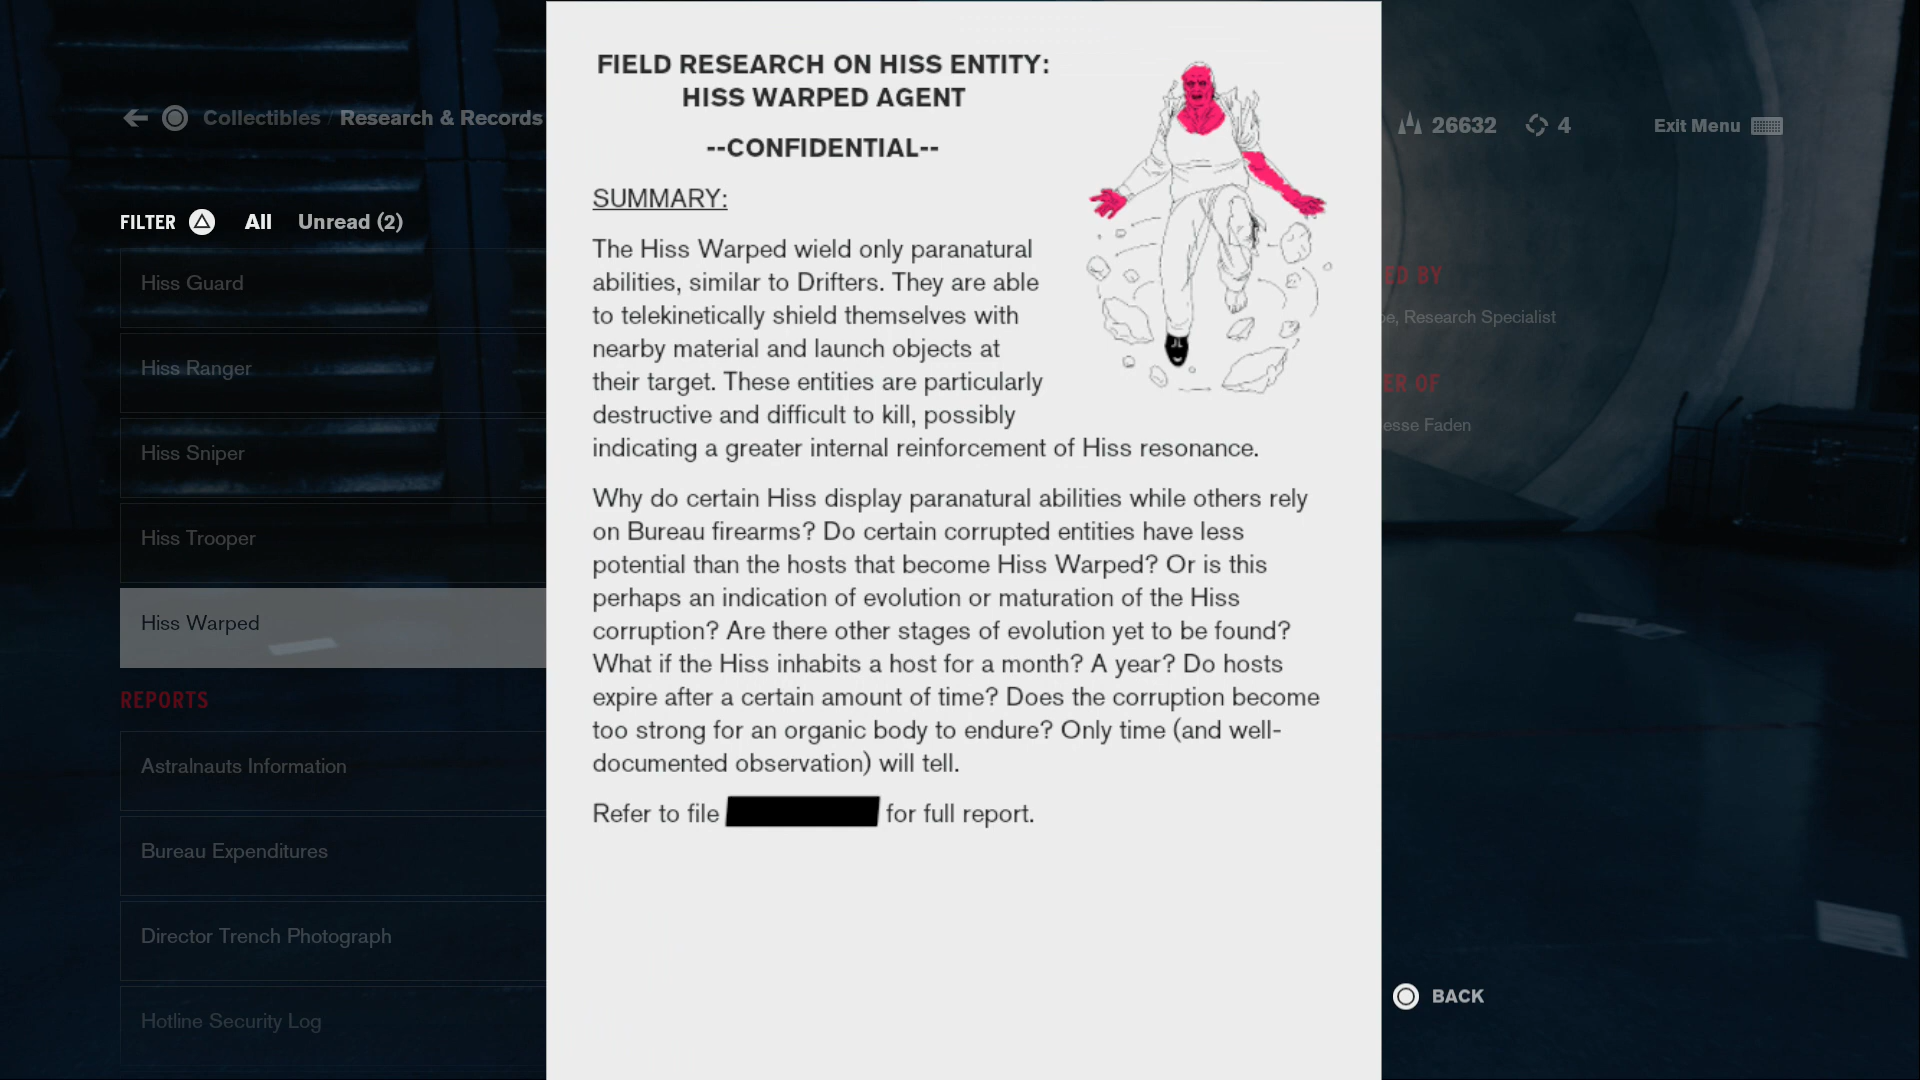 Collectibles / Research & Records
26632
4
Exit Menu
FILTER All Unread (2)
Hiss Guard
Hiss Ranger
Hiss Sniper
Hiss Trooper
Hiss Warped
REPORTS
Astralnauts Information
Bureau Expenditures
Director Trench Photograph
Hotline Security Log
FIELD RESEARCH ON HISS ENTITY:
HISS WARPED AGENT
--CONFIDENTIAL--
SUMMARY:
The Hiss Warped wield only paranatural
abilities, similar to Drifters. They are able
to telekinetically shield themselves with
nearby material and launch objects at
their target. These entities are particularly
destructive and difficult to kill, possibly
indicating a greater internal reinforcement of Hiss resonance.
Why do certain Hiss display paranatural abilities while others rely
on Bureau firearms? Do certain corrupted entities have less
potential than the hosts that become Hiss Warped? Or is this
perhaps an indication of evolution or maturation of the Hiss
corruption? Are there other stages of evolution yet to be found?
What if the Hiss inhabits a host for a month? A year? Do hosts
expire after a certain amount of time? Does the corruption become
too strong for an organic body to endure? Only time (and well-
documented observation) will tell.
Refer to file for full report.
BY
Research Specialist
OF
Faden
BACK